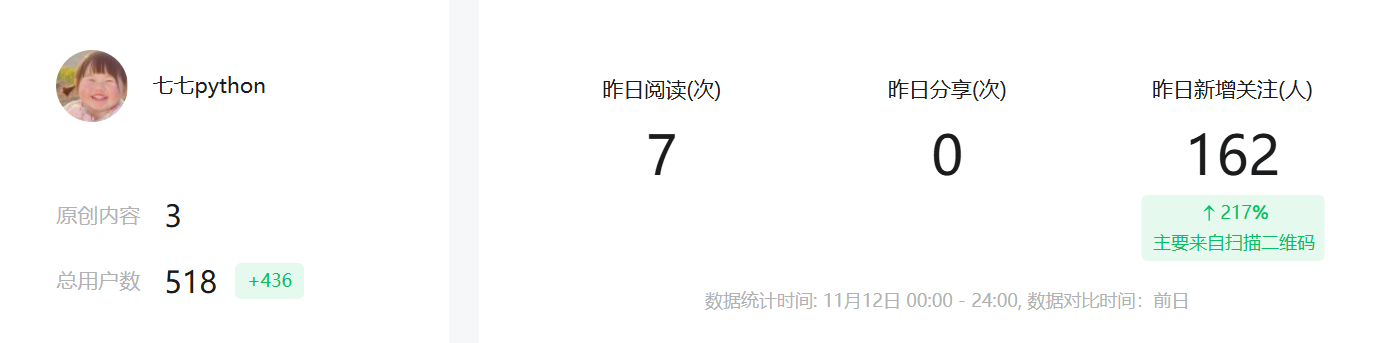 七七python
原创内容 3
总用户数 518 +436
昨日阅读(次) 昨日分享(次) 昨日新增关注(人)
7 0 162
↑ 217%
主要来自扫描二维码
数据统计时间: 11月12日 00:00 - 24:00, 数据对比时间：前日